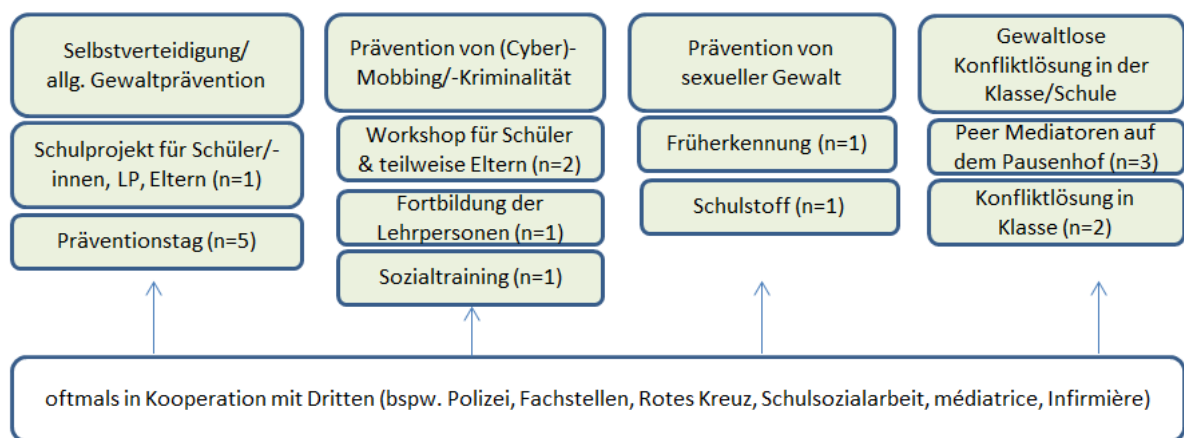 Selbstverteidigung/
allg. Gewaltprävention
Schulprojekt für Schüler/-
innen, LP, Eltern (n=1)
Präventionstag (n=5)
Prävention von (Cyber)-
Mobbing/-Kriminalität
Workshop für Schüler
& teilweise Eltern (n=2)
Fortbildung der
Lehrpersonen (n=1)
Sozialtraining (n=1)
Prävention von
sexueller Gewalt
Früherkennung (n=1)
Schulstoff (n=1)
Gewaltlose
Konfliktlösung in der
Klasse/Schule
Peer Mediatoren auf
dem Pausenhof (n=3)
Konfliktlösung in
Klasse (n=2)
oftmals in Kooperation mit Dritten (bspw. Polizei, Fachstellen, Rotes Kreuz, Schulsozialarbeit, médiatrice, Infirmière)